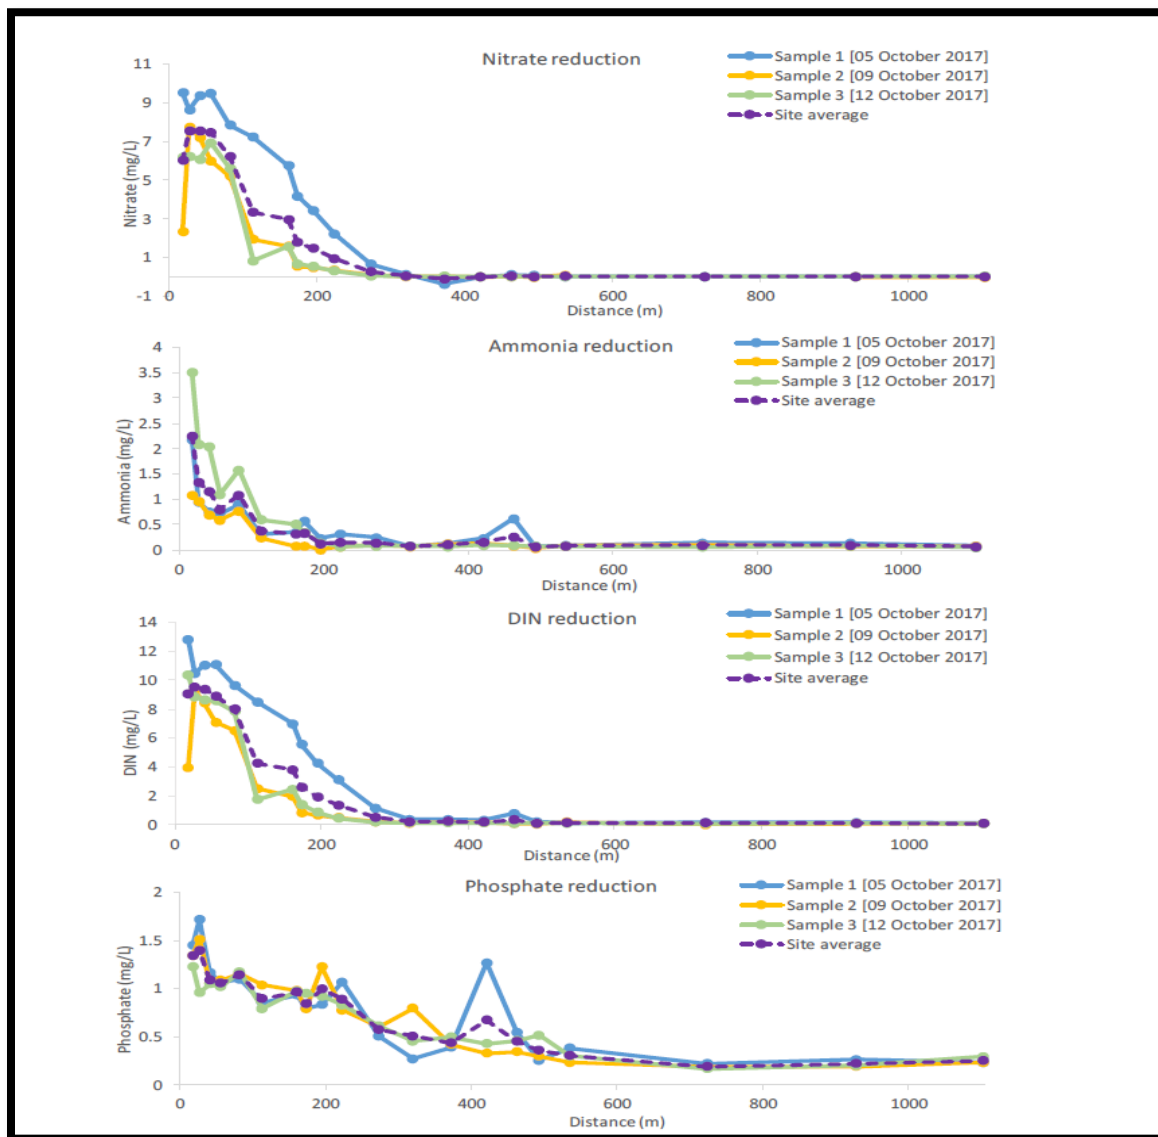 Nitrate reduction
Sample 1 [05 October 2017]
Sample 2 [09 October 2017]
Sample 3 [12 October 2017]
Site average
Nitrate (mg/L)
11
9
7
5
3
1
-1
0 200 400 600 800 1000
Distance (m)
Ammonia reduction
Sample 1 [05 October 2017]
Sample 2 [09 October 2017]
Sample 3 [12 October 2017]
Site average
Ammonia (mg/L)
4
3.5
3
2.5
2
1.5
1
0.5
0
0 200 400 600 800 1000
Distance (m)
DIN reduction
Sample 1 [05 October 2017]
Sample 2 [09 October 2017]
Sample 3 [12 October 2017]
Site average
DIN (mg/L)
14
12
10
8
6
4
2
0
0 200 400 600 800 1000
Distance (m)
Phosphate reduction
Sample 1 [05 October 2017]
Sample 2 [09 October 2017]
Sample 3 [12 October 2017]
Site average
Phosphate (mg/L)
2
1.5
1
0.5
0
0 200 400 600 800 1000
Distance (m)